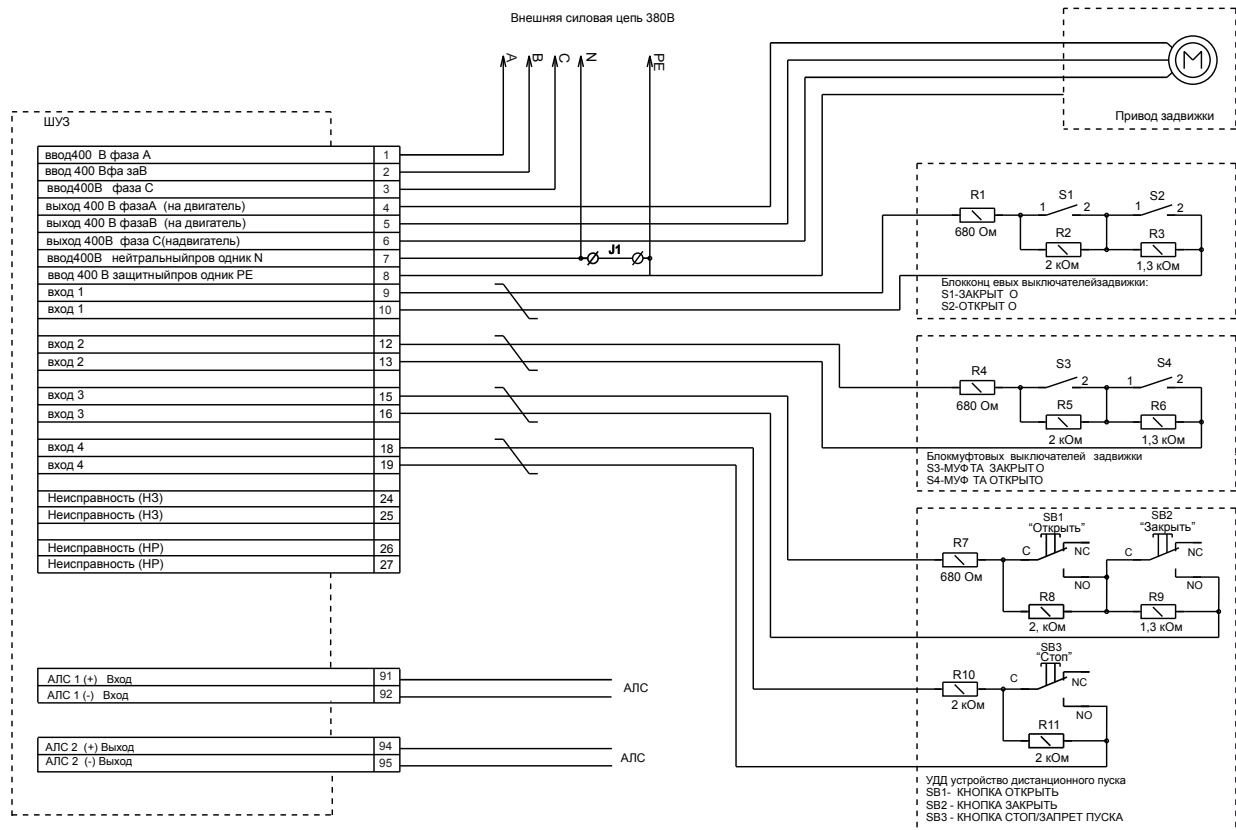 Внешняя силовая цепь 380В
A
B
C
N
PE
M
Привод задвижки
ШУЗ
ввод400 В фаза А 1
ввод 400 Вфа заВ 2
ввод400В фаза С 3
выход 400 В фазаА (на двигатель) 4
выход 400 В фазаВ (на двигатель) 5
выход 400В фаза С(надвигатель) 6
ввод400В нейтральныйпров одник N 7
ввод 400 В защитныйпров одник PE 8
вход 1 9
вход 1 10
вход 2 12
вход 2 13
вход 3 15
вход 3 16
вход 4 18
вход 4 19
Неисправность (НЗ) 24
Неисправность (НЗ) 25
Неисправность (НР) 26
Неисправность (НР) 27
J1
R1 S1 S2
1 2 1 2
680 Ом R2 R3
2 кОм 1,3 кОм
Блокконц евых выключателейзадвижки:
S1-ЗАКРЫТ О
S2-ОТКРЫТ О
R4 S3 S4
2 1 2
680 Ом R5 R6
2 кОм 1,3 кОм
Блокмуфтовых выключателей задвижки
S3-МУФ ТА ЗАКРЫТ О
S4-МУФ ТА ОТКРЫТО
SB1 SB2
“Открыть” “Закрыть”
R7 C NC C NC
680 Ом NO NO
R8 R9
2, кОм 1,3 кОм
SB3
“Стоп”
R10 C NC
2 кОм NO
R11
2 кОм
УДД устройство дистанционного пуска
SB1- КНОПКА ОТКРЫТЬ
SB2 - КНОПКА ЗАКРЫТЬ
SB3 - КНОПКА СТОП/ЗАПРЕТ ПУСКА
АЛС 1 (+) Вход 91
АЛС 1 (-) Вход 92
АЛС
АЛС 2 (+) Выход 94
АЛС 2 (-) Выход 95
АЛС